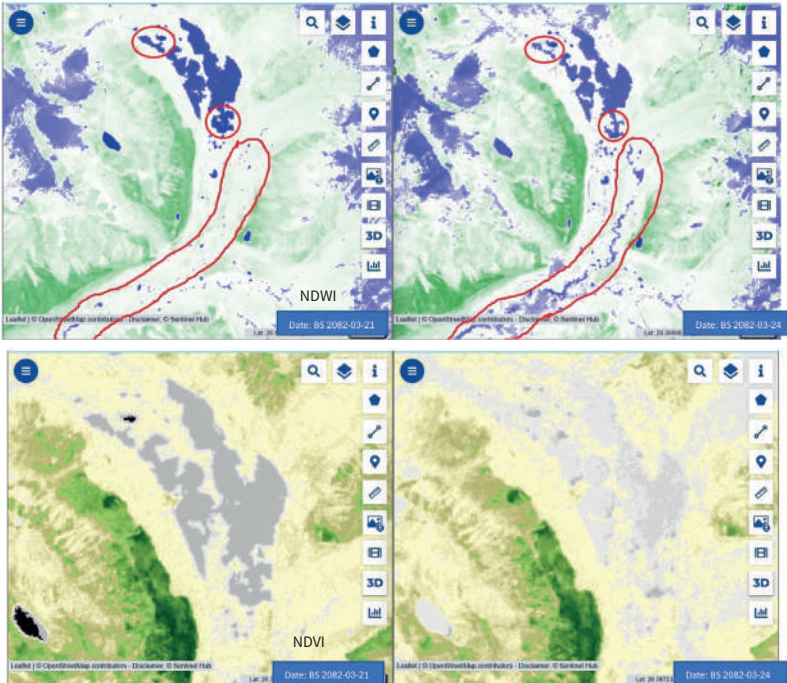 NDWI
3D
3D
Leaflet | © OpenStreetMap contributors - Disclaimer, © Sentinel Hub
Date: BS 2082-03-21
Leaflet | © OpenStreetMap contributors - Disclaimer, © Sentinel Hub
Date: BS 2082-03-24
3D
3D
NDVI
Leaflet | © OpenStreetMap contributors - Disclaimer, © Sentinel Hub
Date: BS 2082-03-21
Leaflet | © OpenStreetMap contributors - Disclaimer, © Sentinel Hub
Date: BS 2082-03-24